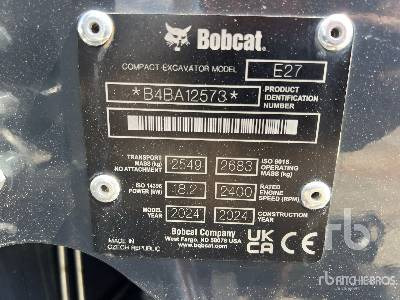 Bobcat.
COMPACT EXCAVATOR MODEL E27
*B4BA12573* PRODUCT IDENTIFICATION NUMBER
TRANSPORT MASS (kg) NO ATTACHMENT 2549 2683 ISO 6016 OPERATING MASS (kg)
ISO 14396 POWER (kW) 18.2 2400 RATED ENGINE SPEED (RPM)
MODEL YEAR 2024 2024 CONSTRUCTION YEAR
Bobcat Company
West Fargo, ND 58078 USA
www.bobcat.com
MADE IN CZECH REPUBLIC
UK CA CE
rb
rb RITCHIE BROS.